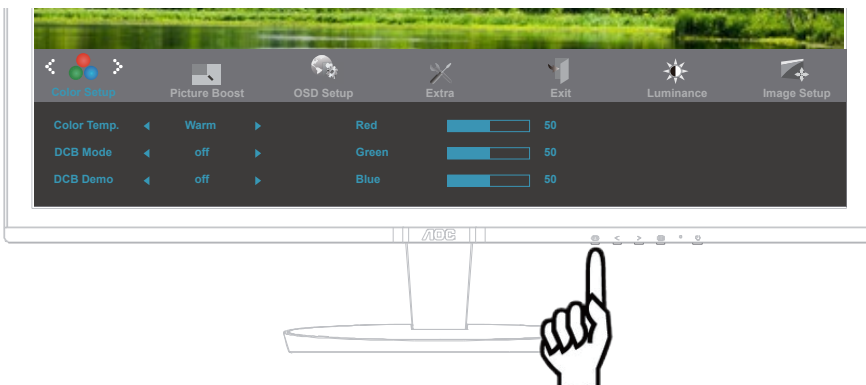 Color Setup Picture Boost OSD Setup Extra Exit Luminance Image Setup
Color Temp. Warm Red 50
DCB Mode off Green 50
DCB Demo off Blue 50
AOC